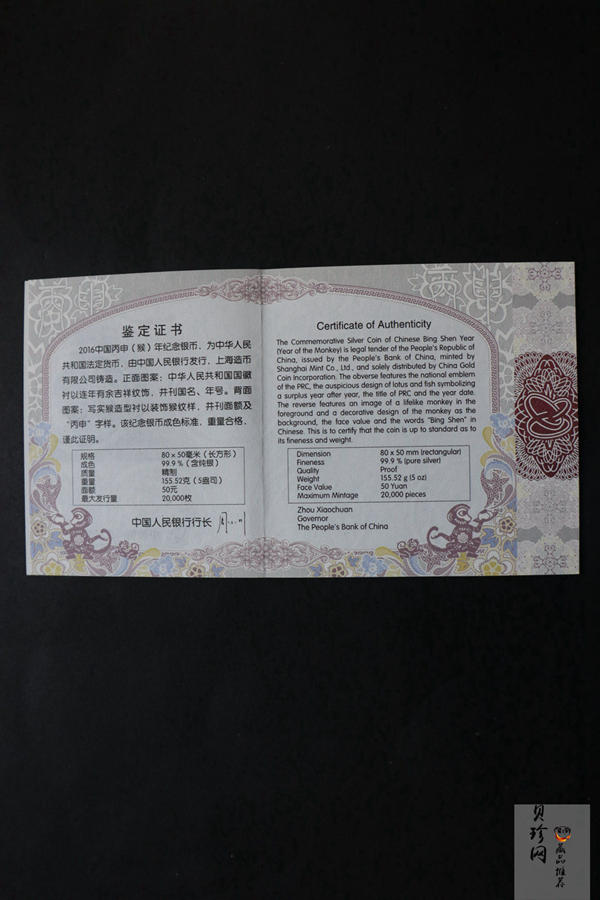 鉴定证书
2016中国丙申（猴）年纪念银币，为中华人民
共和国法定货币，由中国人民银行发行，上海造币
有限公司铸造。正面图案：中华人民共和国国徽
衬以连年有余吉祥纹饰，并刊国名、年号。背面
图案：写实猴造型衬以装饰猴纹样，并刊面额及
“丙申”字样。该纪念银币成色标准，重量合格，
谨此证明。
规格 80×50毫米（长方形）
成色 99.9%（含纯银）
质量 精制
重量 155.52克（5盎司）
面额 50元
最大发行量 20,000枚
中国人民银行行长
Certificate of Authenticity
The Commemorative Silver Coin of Chinese Bing Shen Year
(Year of the Monkey) is legal tender of the People's Republic of
China, issued by the People's Bank of China, minted by
Shanghai Mint Co., Ltd., and solely distributed by China Gold
Coin Incorporation. The obverse features the national emblem
of the PRC, the auspicious design of lotus and fish symbolizing
a surplus year after year, the title of PRC and the year date.
The reverse features an image of a lifelike monkey in the
foreground and a decorative design of the monkey as the
background, the face value and the words "Bing Shen" in
Chinese. This is to certify that the coin is up to standard as to
its fineness and weight.
Dimension 80 x 50 mm (rectangular)
Fineness 99.9 % (pure silver)
Quality Proof
Weight 155.52 g (5 oz)
Face Value 50 Yuan
Maximum Mintage 20,000 pieces
Zhou Xiaochuan
Governor
The People's Bank of China
贝珍网
藏品推荐